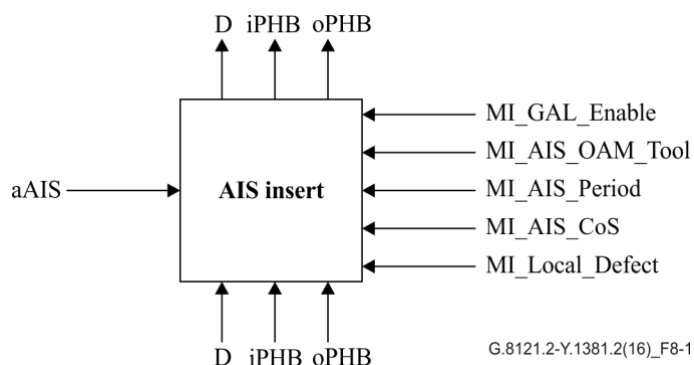 D iPHB oPHB
MI_GAL_Enable
MI_AIS_OAM_Tool
aAIS AIS insert MI_AIS_Period
MI_AIS_CoS
MI_Local_Defect
D iPHB oPHB
G.8121.2-Y.1381.2(16)_F8-1